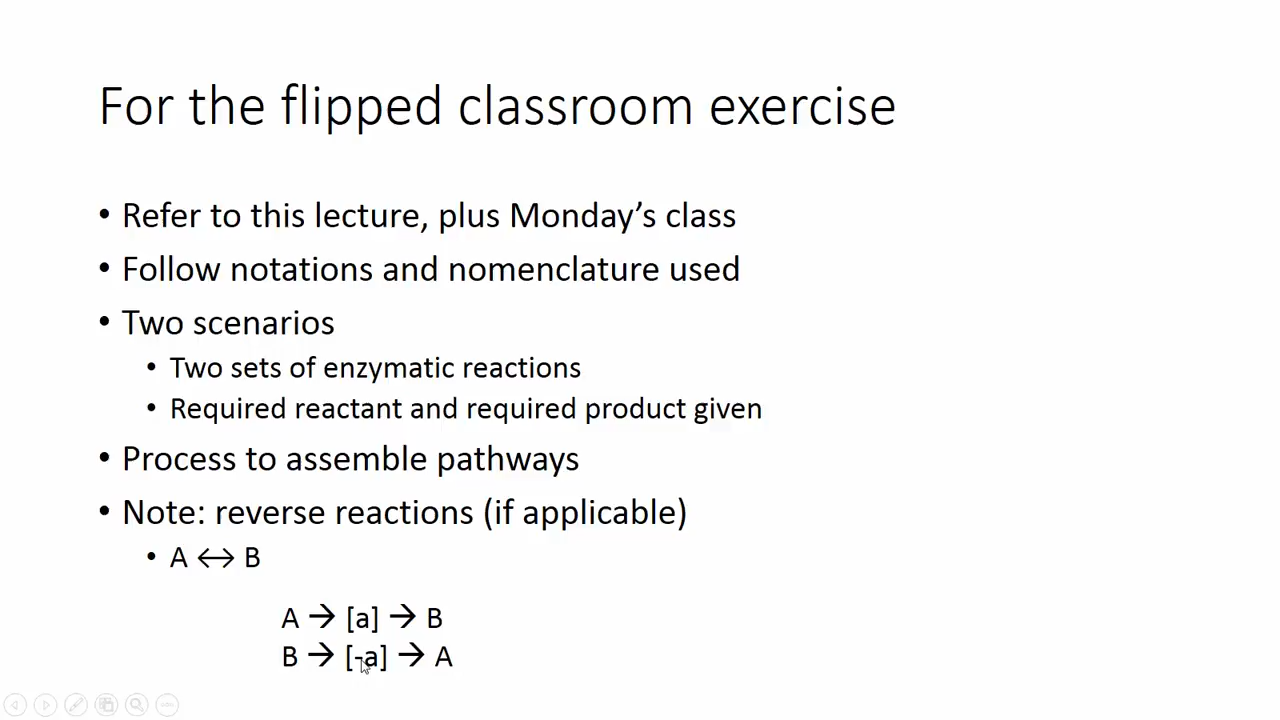 For the flipped classroom exercise
• Refer to this lecture, plus Monday’s class
• Follow notations and nomenclature used
• Two scenarios
• Two sets of enzymatic reactions
• Required reactant and required product given
• Process to assemble pathways
• Note: reverse reactions (if applicable)
• A ↔ B
A → [a] → B
B → [-a] → A